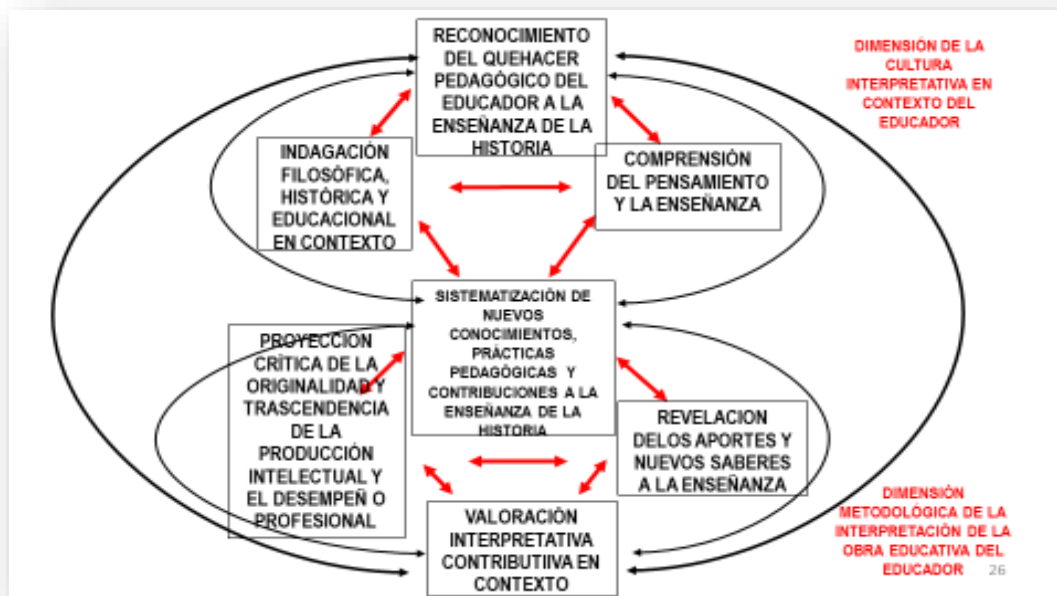 RECONOCIMIENTO
DEL QUEHACER
PEDAGÓGICO DEL
EDUCADOR A LA
ENSEÑANZA DE LA
HISTORIA
DIMENSIÓN DE LA
CULTURA
INTERPRETATIVA EN
CONTEXTO DEL
EDUCADOR
INDAGACIÓN
FILOSÓFICA,
HISTÓRICA Y
EDUCACIONAL
EN CONTEXTO
COMPRENSIÓN
DEL PENSAMIENTO
Y LA ENSEÑANZA
SISTEMATIZACIÓN DE
NUEVOS
CONOCIMIENTOS,
PRÁCTICAS
PEDAGÓGICAS Y
CONTRIBUCIONES A LA
ENSEÑANZA DE LA
HISTORIA
PROYECCION
CRÍTICA DE LA
ORIGINALIDAD Y
TRASCENDENCIA
DE LA
PRODUCCIÓN
INTELECTUAL Y
EL DESEMPEÑ O
PROFESIONAL
REVELACION
DELOS APORTES Y
NUEVOS SABERES
A LA ENSEÑANZA
VALORACIÓN
INTERPRETATIVA
CONTRIBUTIIVA EN
CONTEXTO
DIMENSIÓN
METODOLÓGICA DE LA
INTERPRETACIÓN DE LA
OBRA EDUCATIVA DEL
EDUCADOR
26